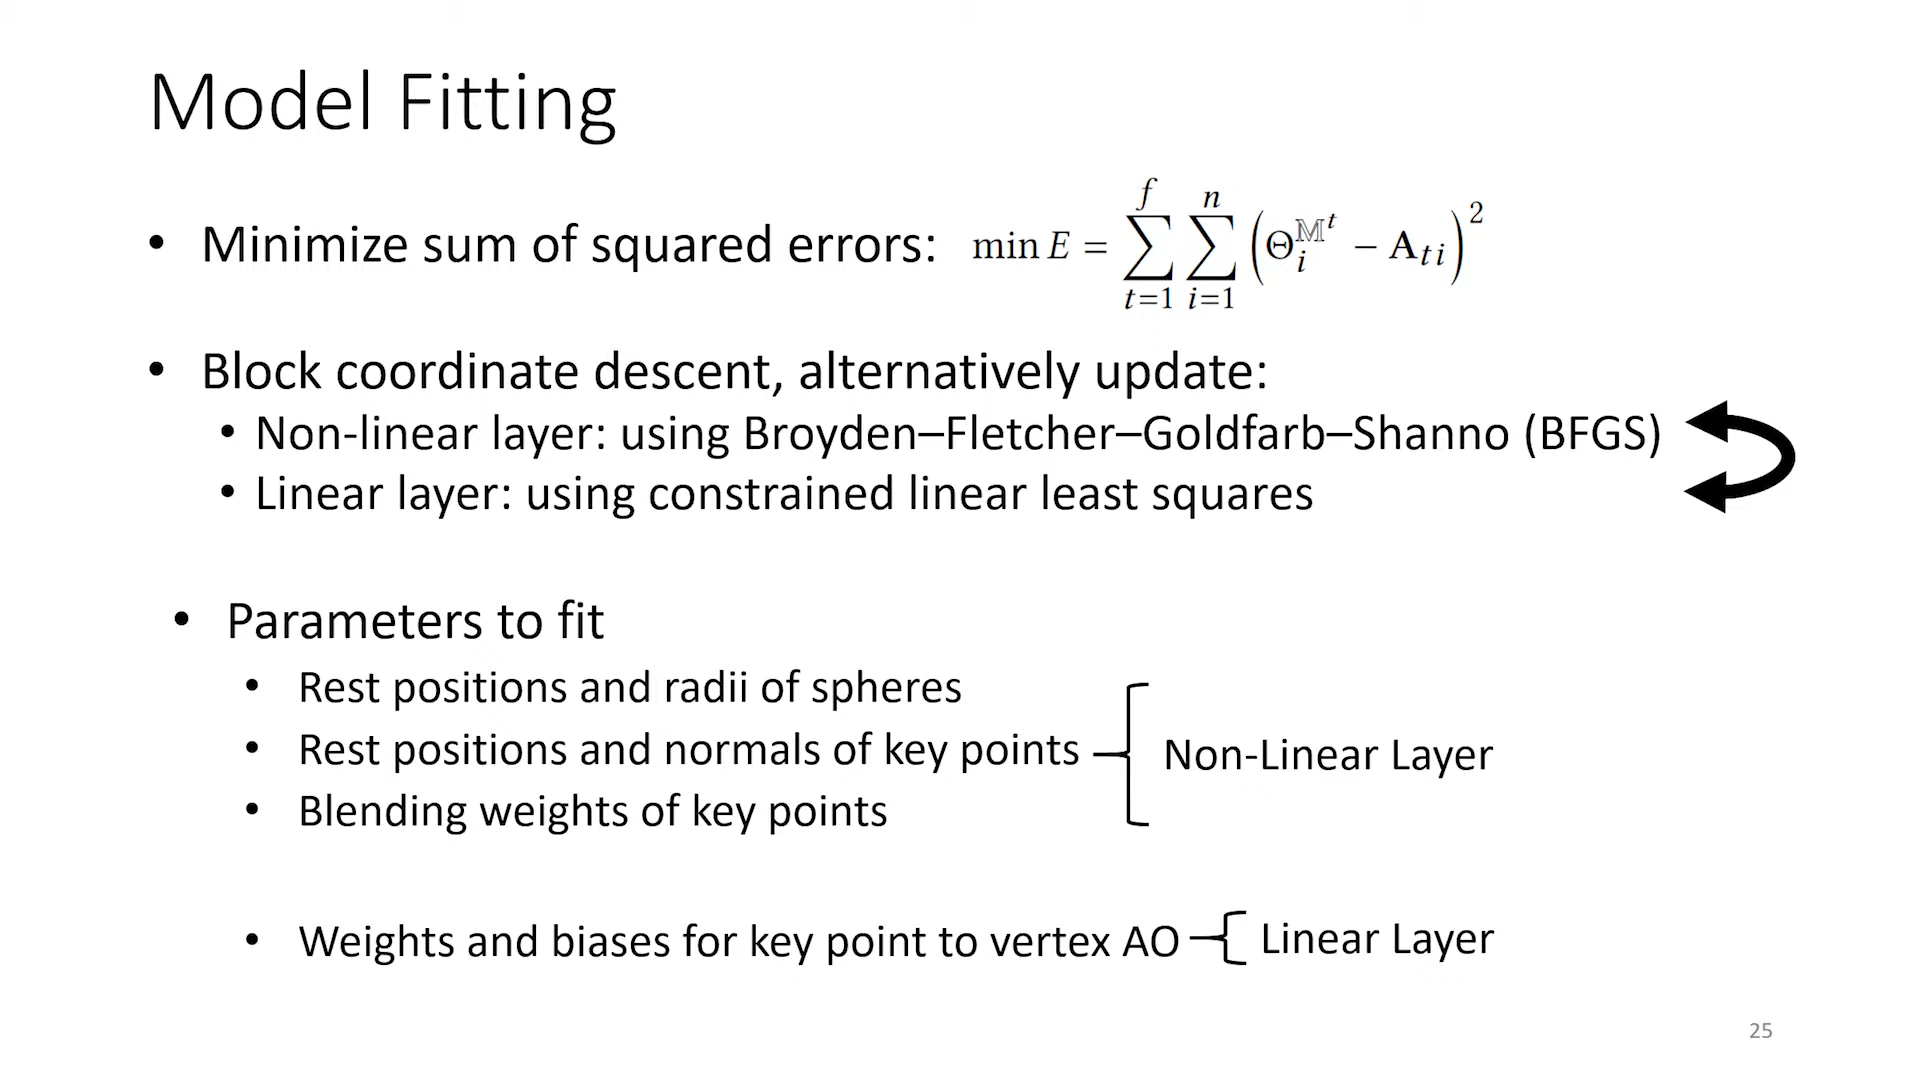 Model Fitting
• Minimize sum of squared errors: min E = ∑_{t=1}^{f} ∑_{i=1}^{n} (Θ_i^{𝕄^t} − A_{ti})^2
• Block coordinate descent, alternatively update:
• Non-linear layer: using Broyden–Fletcher–Goldfarb–Shanno (BFGS)
• Linear layer: using constrained linear least squares
• Parameters to fit
• Rest positions and radii of spheres
• Rest positions and normals of key points
Non-Linear Layer
• Blending weights of key points
• Weights and biases for key point to vertex AO
Linear Layer
25